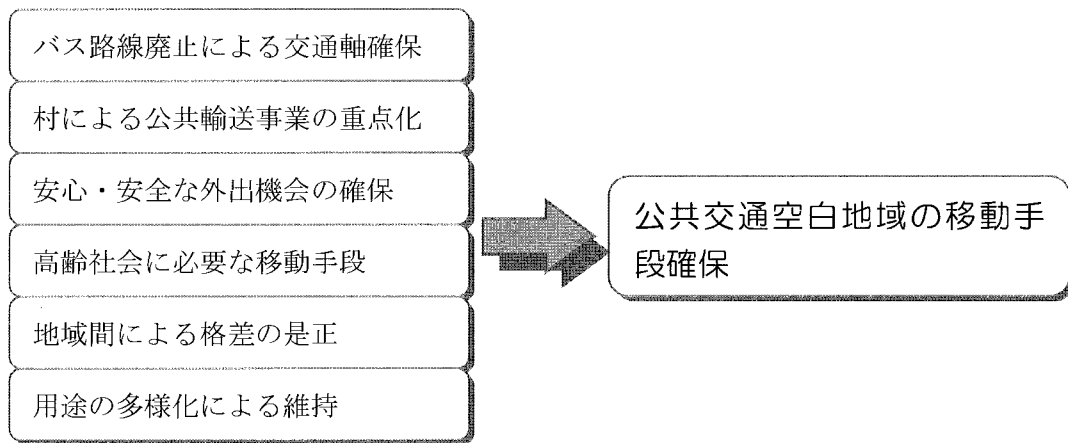 バス路線廃止による交通軸確保
村による公共輸送事業の重点化
安心・安全な外出機会の確保
高齢社会に必要な移動手段
地域間による格差の是正
用途の多様化による維持
公共交通空白地域の移動手
段確保